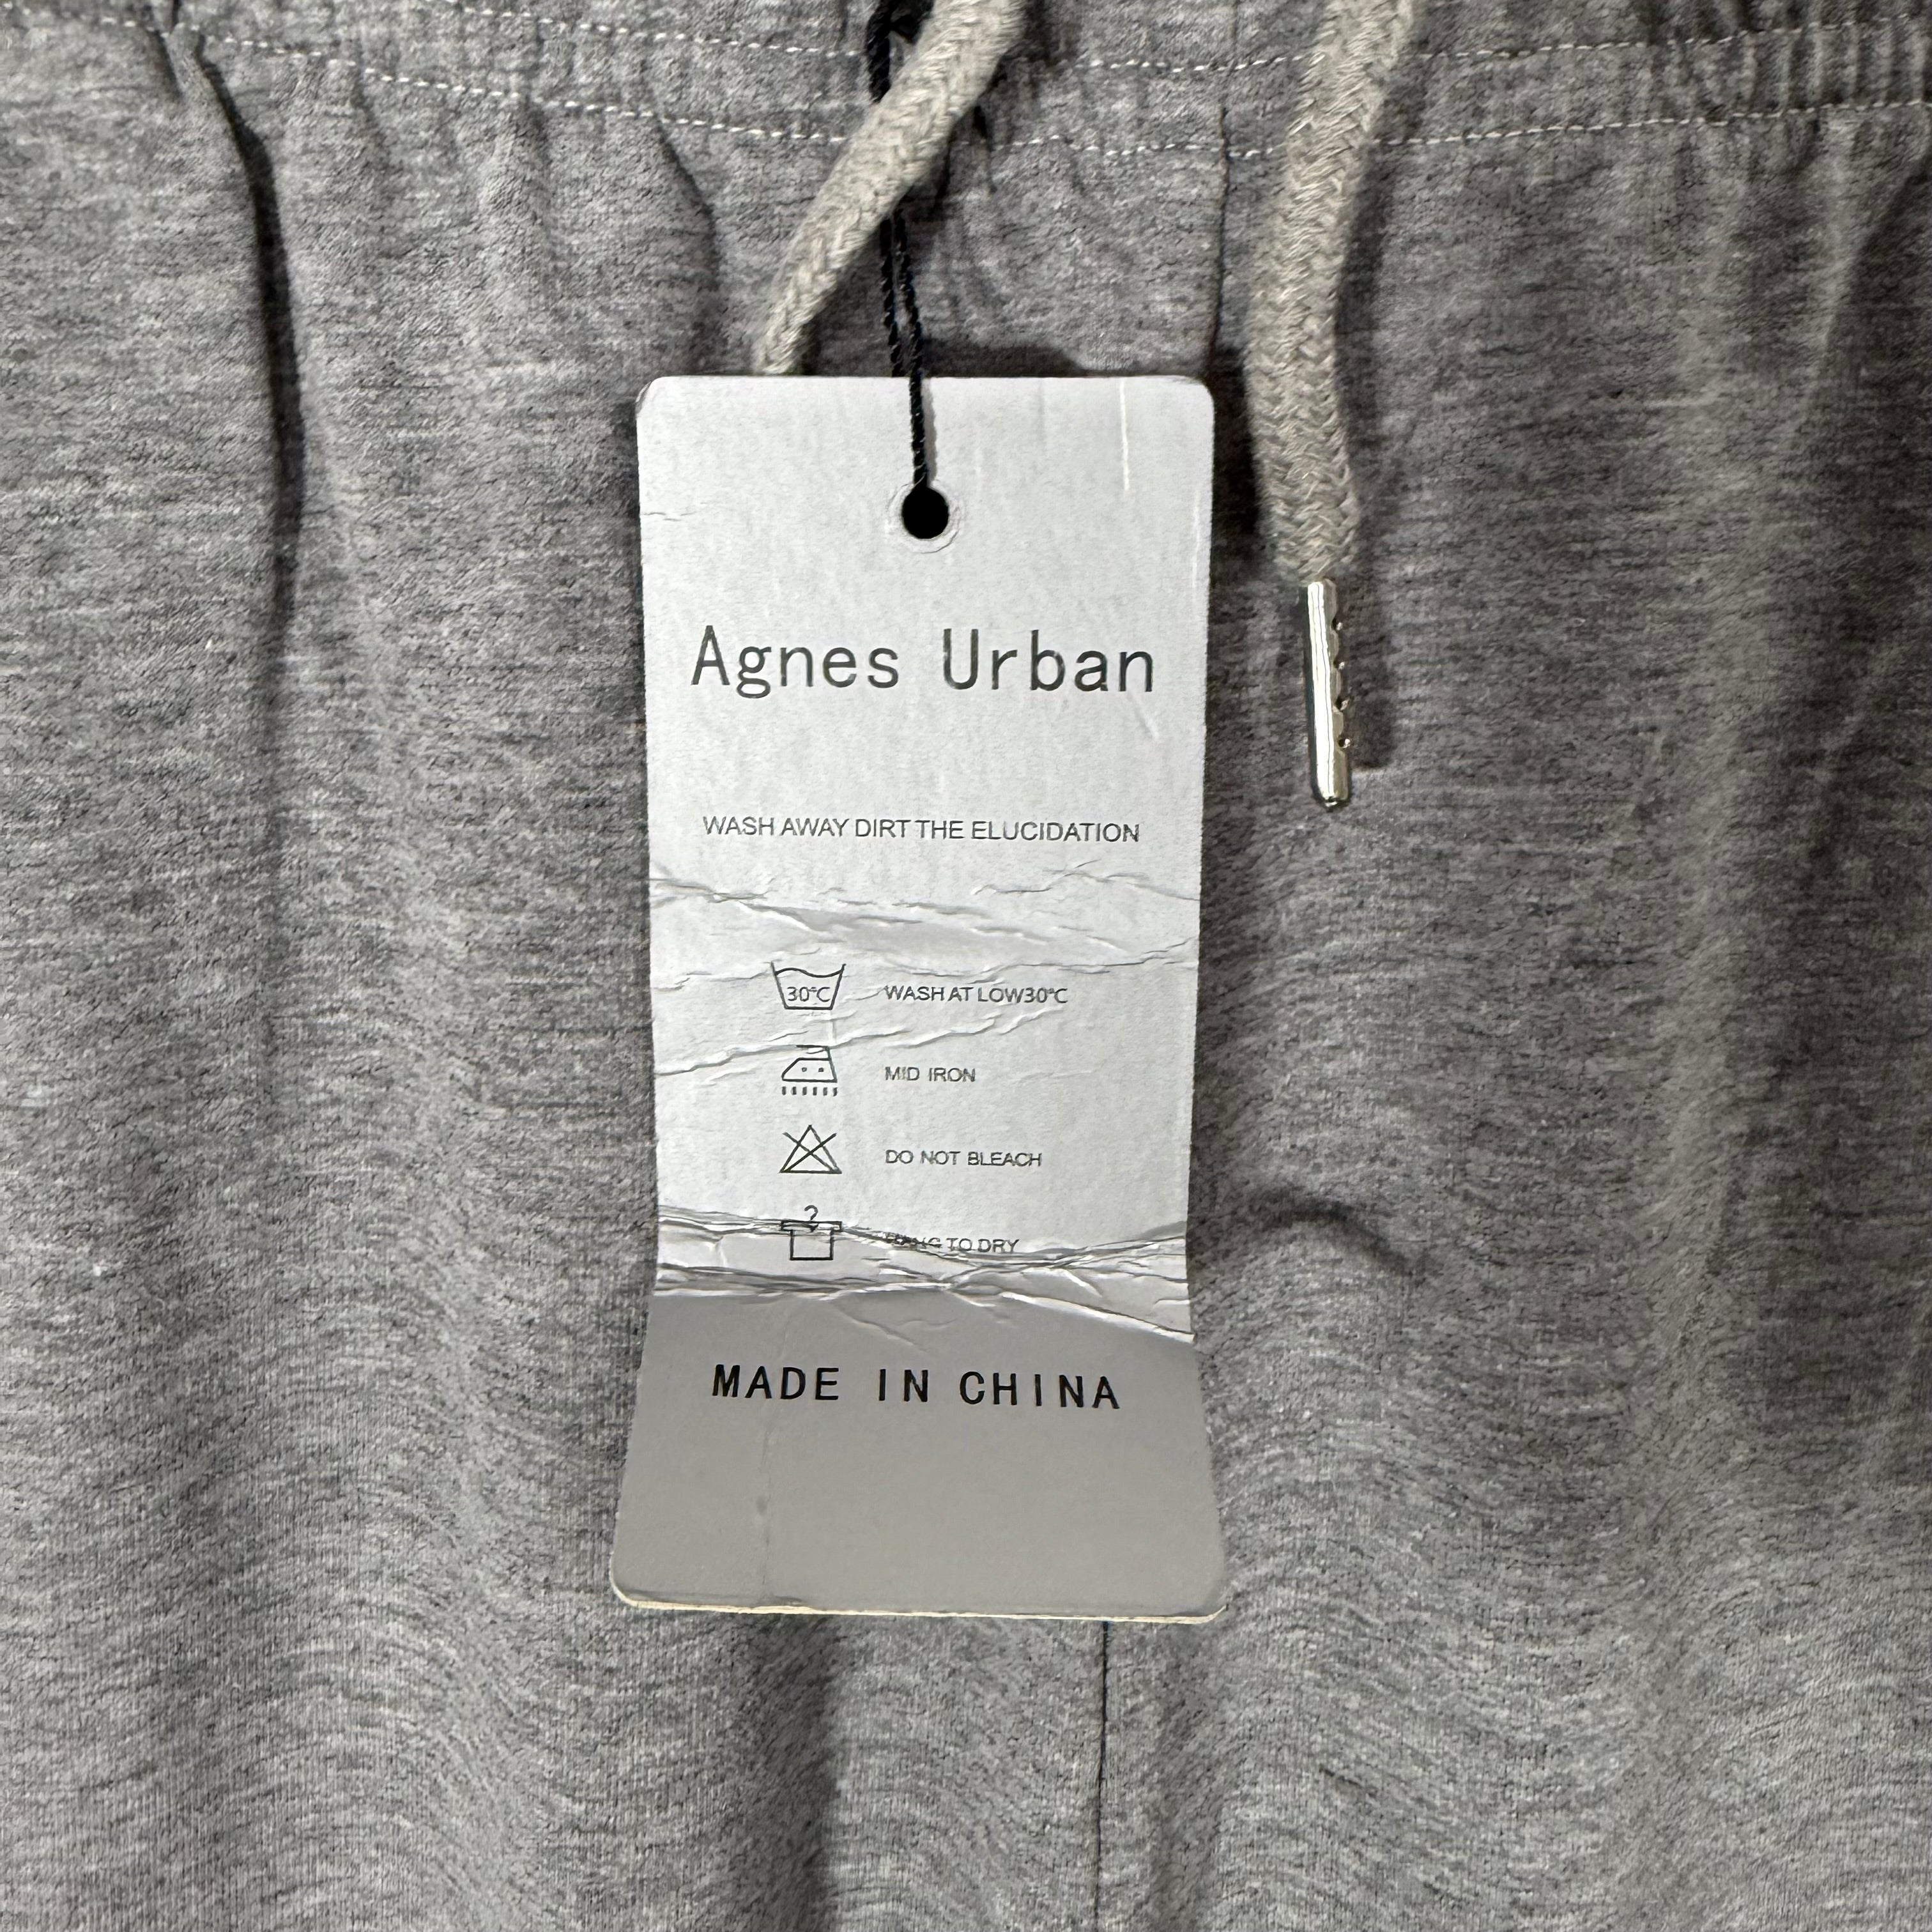 Agnes Urban
WASH AWAY DIRT THE ELUCIDATION
30°C WASH AT LOW30°C
MID IRON
DO NOT BLEACH
TO DRY
MADE IN CHINA